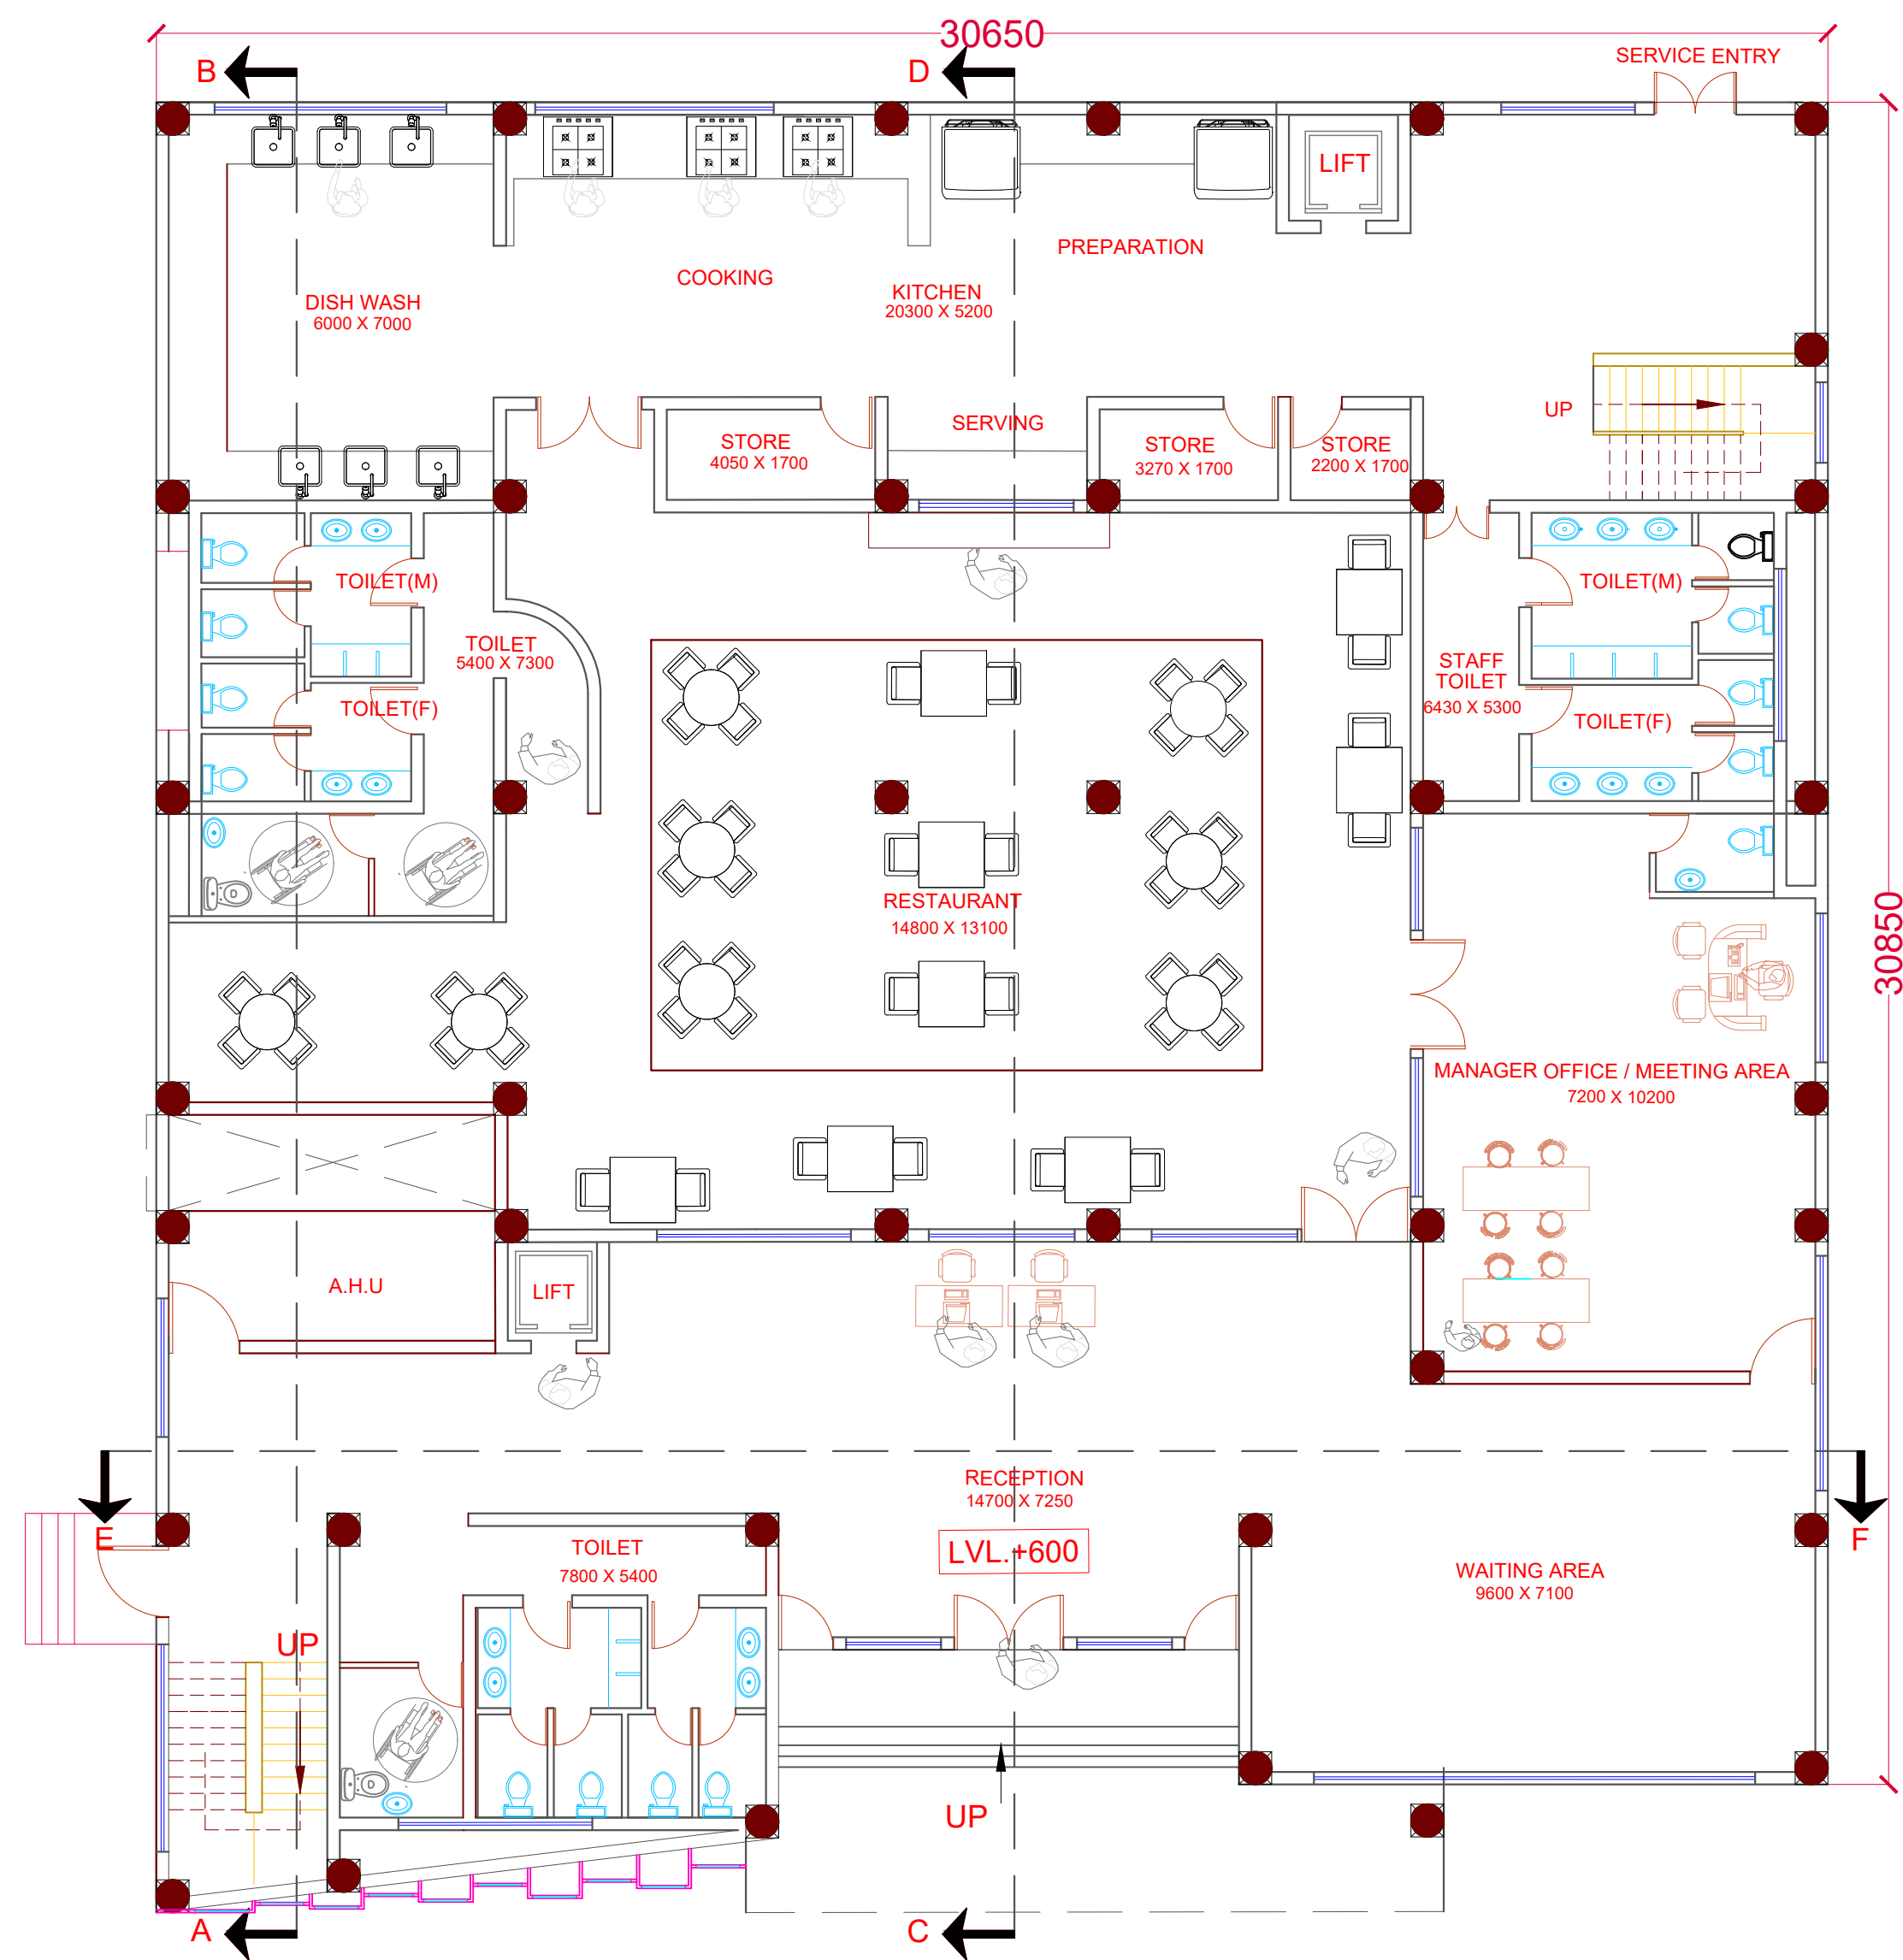 30650
SERVICE ENTRY
B
D
LIFT
PREPARATION
COOKING
KITCHEN
20300 X 5200
DISH WASH
6000 X 7000
UP
SERVING
STORE
4050 X 1700
STORE
3270 X 1700
STORE
2200 X 1700
TOILET(M)
TOILET(M)
TOILET
5400 X 7300
STAFF
TOILET
6430 X 5300
TOILET(F)
TOILET(F)
RESTAURANT
14800 X 13100
30850
MANAGER OFFICE / MEETING AREA
7200 X 10200
A.H.U
LIFT
RECEPTION
14700 X 7250
E
F
LVL.+600
TOILET
7800 X 5400
WAITING AREA
9600 X 7100
UP
UP
A
C